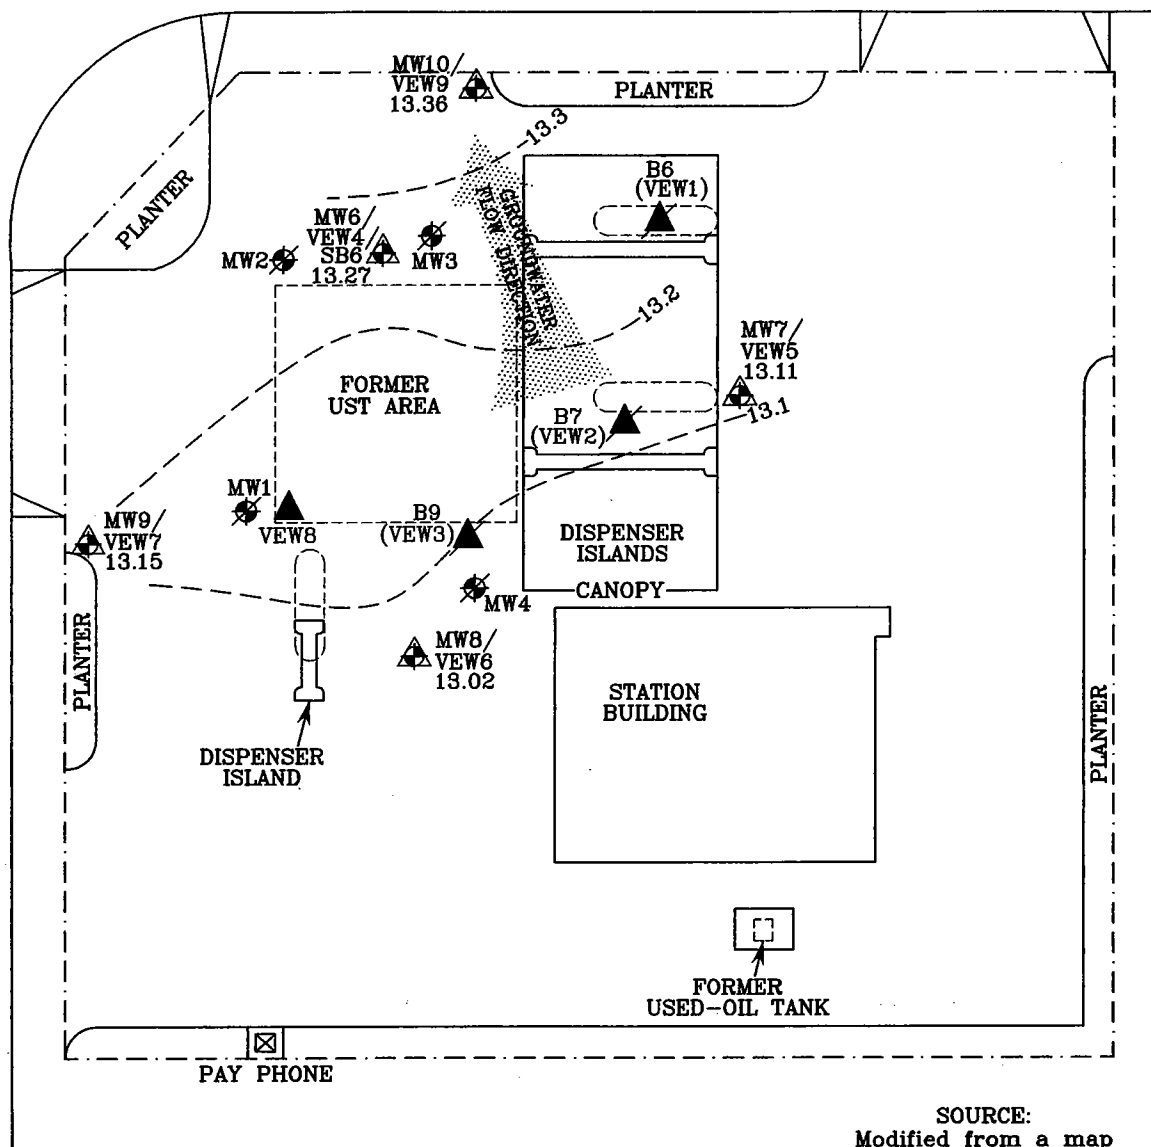 MW10/
VEW9
13.36
PLANTER
13.3
B6
(VEW1)
PLANTER
MW6/
VEW4/
SB6
13.27
MW2
MW3
GROUNDWATER
FLOW DIRECTION
13.2
MW7/
VEW5
13.11
13.1
FORMER
UST AREA
B7
(VEW2)
MW1
VEW8
B9
(VEW3)
MW9/
VEW7
13.15
DISPENSER
ISLANDS
CANOPY
MW4
MW8/
VEW6
13.02
PLANTER
STATION
BUILDING
PLANTER
DISPENSER
ISLAND
FORMER
USED-OIL TANK
PAY PHONE
SOURCE:
Modified from a map